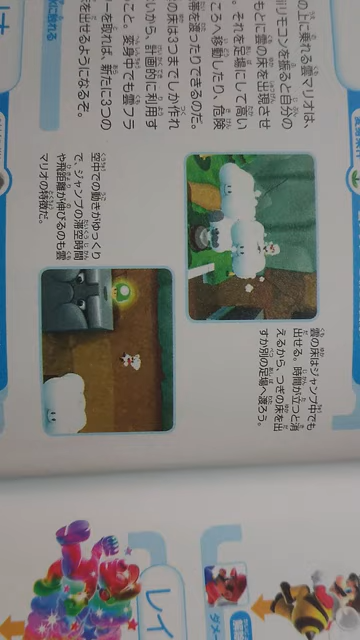 の上に乗れる雲マリオは、
リモコンを振ると自分の
もとに雲の床を出現させ
。それを足場にして高い
ころへ移動したり、危険
帯を渡ったりできるのだ。
の床は3つまでしか作れ
いから、計画的に利用す
こと。変身中でも雲フラ
ーを取れば、新たに3つの
を出せるようになるぞ。
に触れる
雲の床はジャンプ中でも
出せる。時間が立つと消
えるから、つぎの床を出
すか別の足場へ渡ろう。
空中での動きがゆっくり
で、ジャンプの滞空時間
や飛距離が伸びるのも雲
マリオの特徴だ。
ダメー
レイ